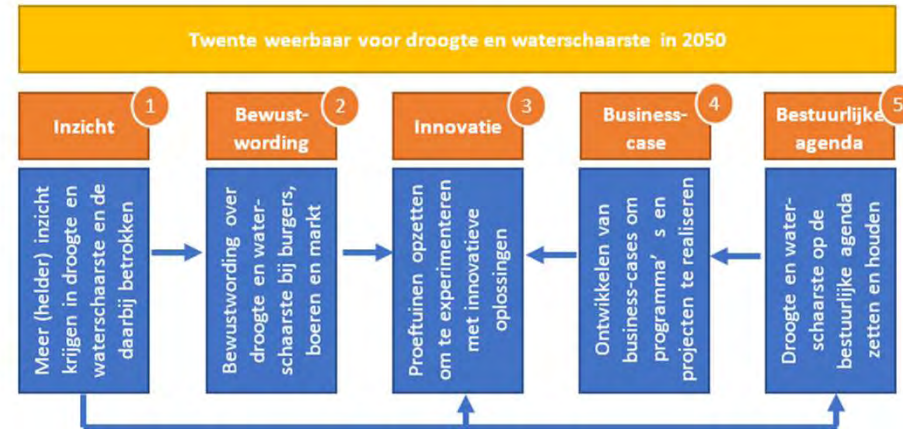 Twente weerbaar voor droogte en waterschaarste in 2050
1
Inzicht
2
Bewust-
wording
3
Innovatie
4
Business-
case
5
Bestuurlijke
agenda
Meer (helder) inzicht
krijgen in droogte en
waterschaarste en de
daarbij betrokken
Bewustwording over
droogte en water-
schaarste bij burgers,
boeren en markt
Proeftuinen opzetten
om te experimenteren
met innovatieve
oplossingen
Ontwikkelen van
business-cases om
programma' s en
projecten te realiseren
Droogte en water-
schaarste op de
bestuurlijke agenda
zetten en houden